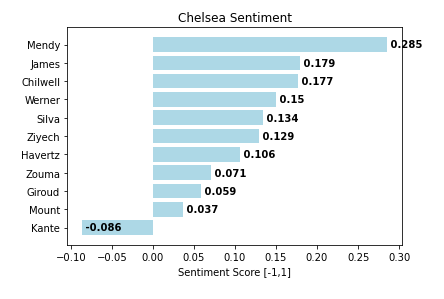 Chelsea Sentiment
Mendy 0.285
James 0.179
Chilwell 0.177
Werner 0.15
Silva 0.134
Ziyech 0.129
Havertz 0.106
Zouma 0.071
Giroud 0.059
Mount 0.037
Kante -0.086
−0.10 −0.05 0.00 0.05 0.10 0.15 0.20 0.25 0.30
Sentiment Score [-1,1]